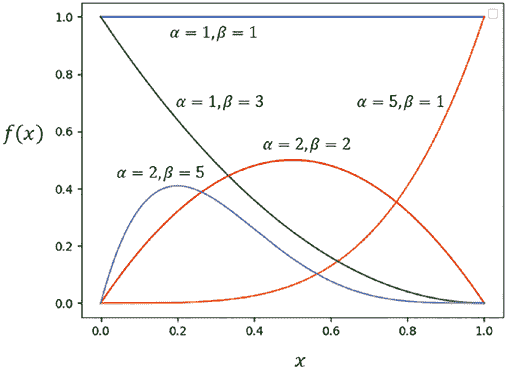 1.0
α = 1, β = 1
0.8
α = 1, β = 3
α = 5, β = 1
f(x)
0.6
α = 2, β = 2
α = 2, β = 5
0.4
0.2
0.0
0.0 0.2 0.4 0.6 0.8 1.0
x